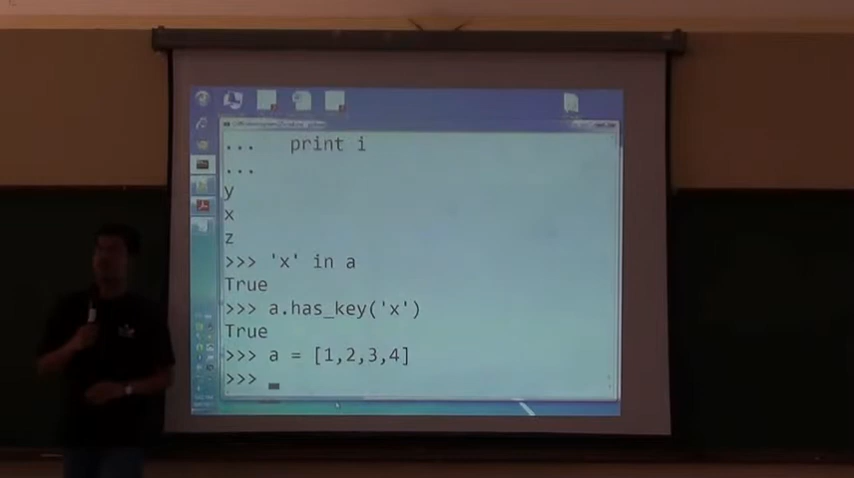 ...    print i
...
y
x
z
>>> 'x' in a
True
>>> a.has_key('x')
True
>>> a = [1,2,3,4]
>>>